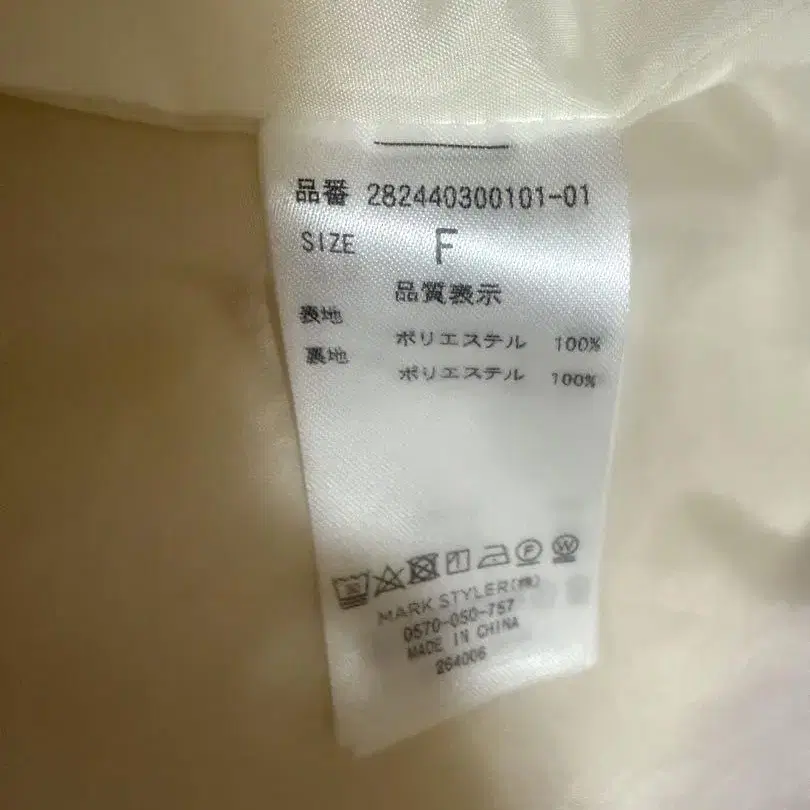 品番 282440300101-01
SIZE F
品質表示
表地 ポリエステル 100%
裏地 ポリエステル 100%
F W
MARK STYLER(株)
0570-050-757
MADE IN CHINA
264006